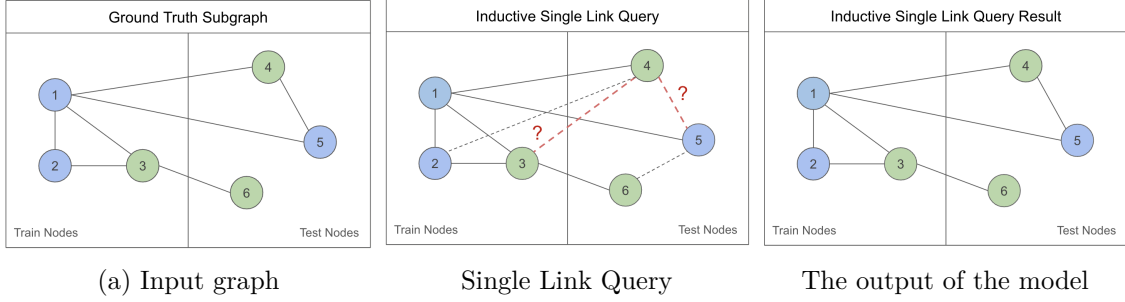 Ground Truth Subgraph
1
2
3
4
5
6
Train Nodes
Test Nodes
(a) Input graph
Inductive Single Link Query
1
2
3
4
5
6
?
?
Train Nodes
Test Nodes
Single Link Query
Inductive Single Link Query Result
1
2
3
4
5
6
Train Nodes
Test Nodes
The output of the model